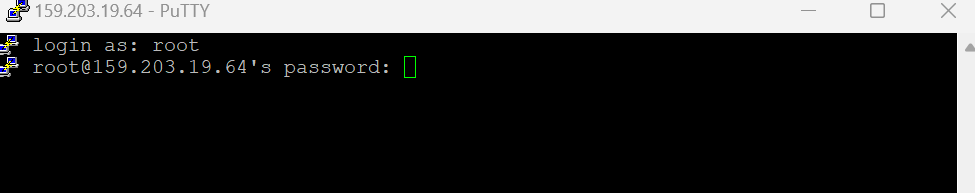 159.203.19.64 - PuTTY
login as: root
root@159.203.19.64's password: